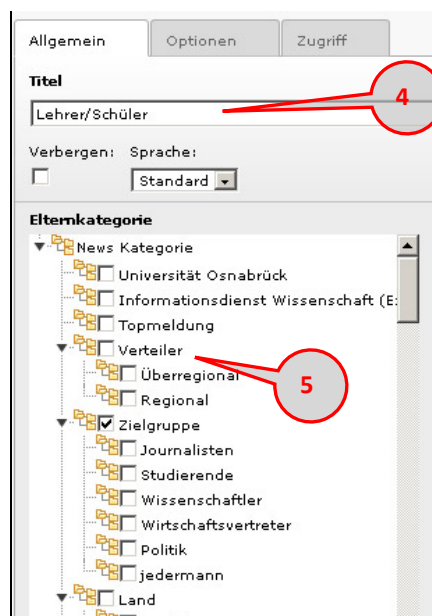 Allgemein Optionen Zugriff
Titel
4
Lehrer/Schüler
Verbergen: Sprache:
Standard
Elternkategorie
News Kategorie
Universität Osnabrück
Informationsdienst Wissenschaft (E:
Topmeldung
Verteiler
Überregional
5
Regional
Zielgruppe
Journalisten
Studierende
Wissenschaftler
Wirtschaftsvertreter
Politik
jedermann
Land